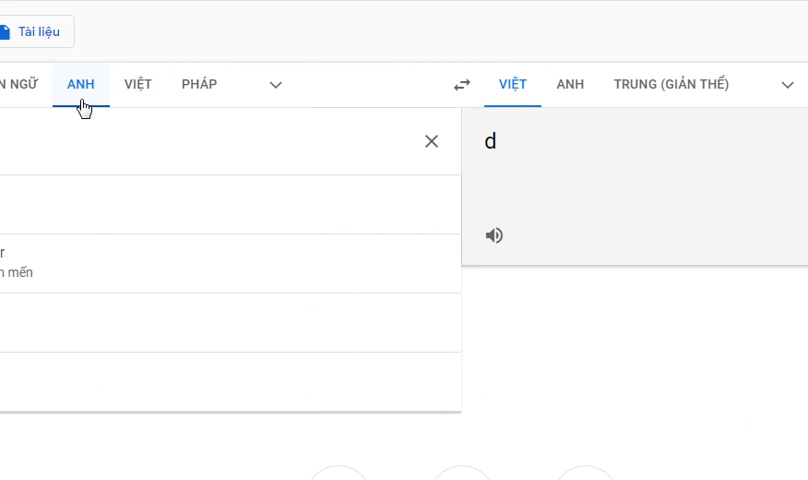 Tài liệu
N NGỮ ANH VIỆT PHÁP VIỆT ANH TRUNG (GIẢN THỂ)
d
r
n mến